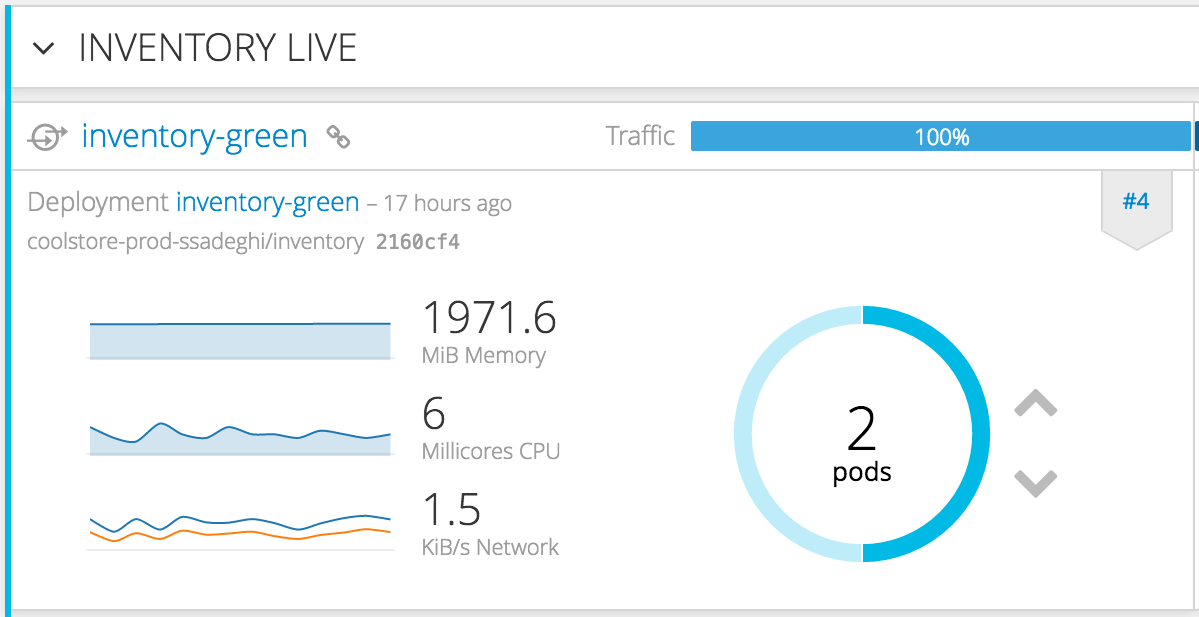 INVENTORY LIVE
inventory-green Traffic 100%
Deployment inventory-green – 17 hours ago
#4
coolstore-prod-ssadeghi/inventory 2160cf4
1971.6
MiB Memory
6
Millicores CPU
1.5
KiB/s Network
2
pods